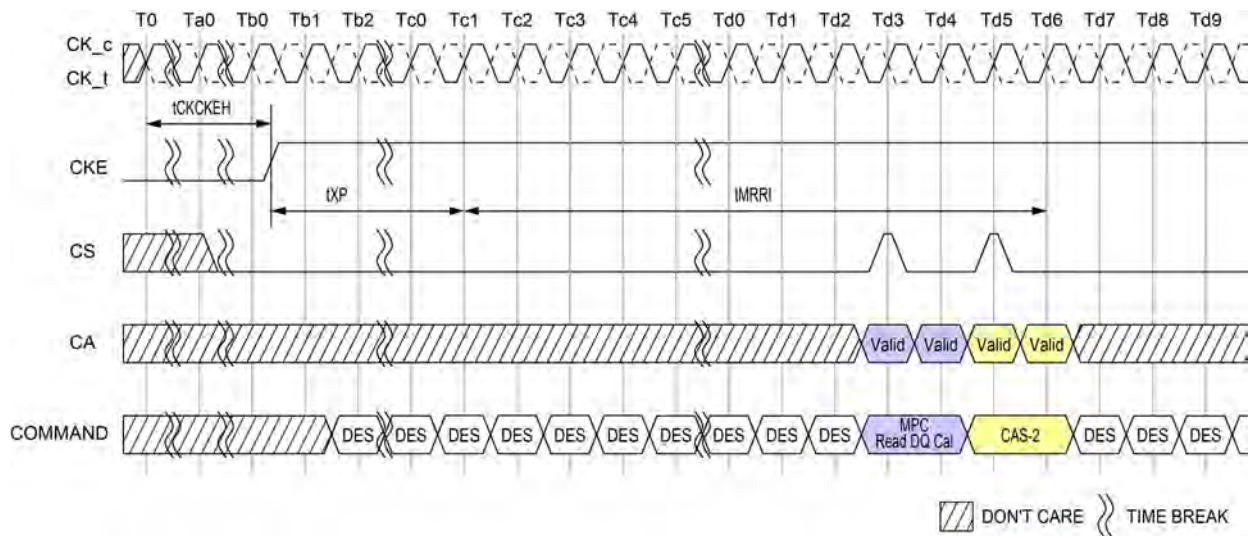 T0 Ta0 Tb0 Tb1 Tb2 Tc0 Tc1 Tc2 Tc3 Tc4 Tc5 Td0 Td1 Td2 Td3 Td4 Td5 Td6 Td7 Td8 Td9
CK_c
CK_t
tCKCKEH
CKE
tXP tMRRI
CS
CA Valid Valid Valid Valid
COMMAND DES DES DES DES DES DES DES DES DES DES MPC Read DQ Cal CAS-2 DES DES DES
DON'T CARE TIME BREAK